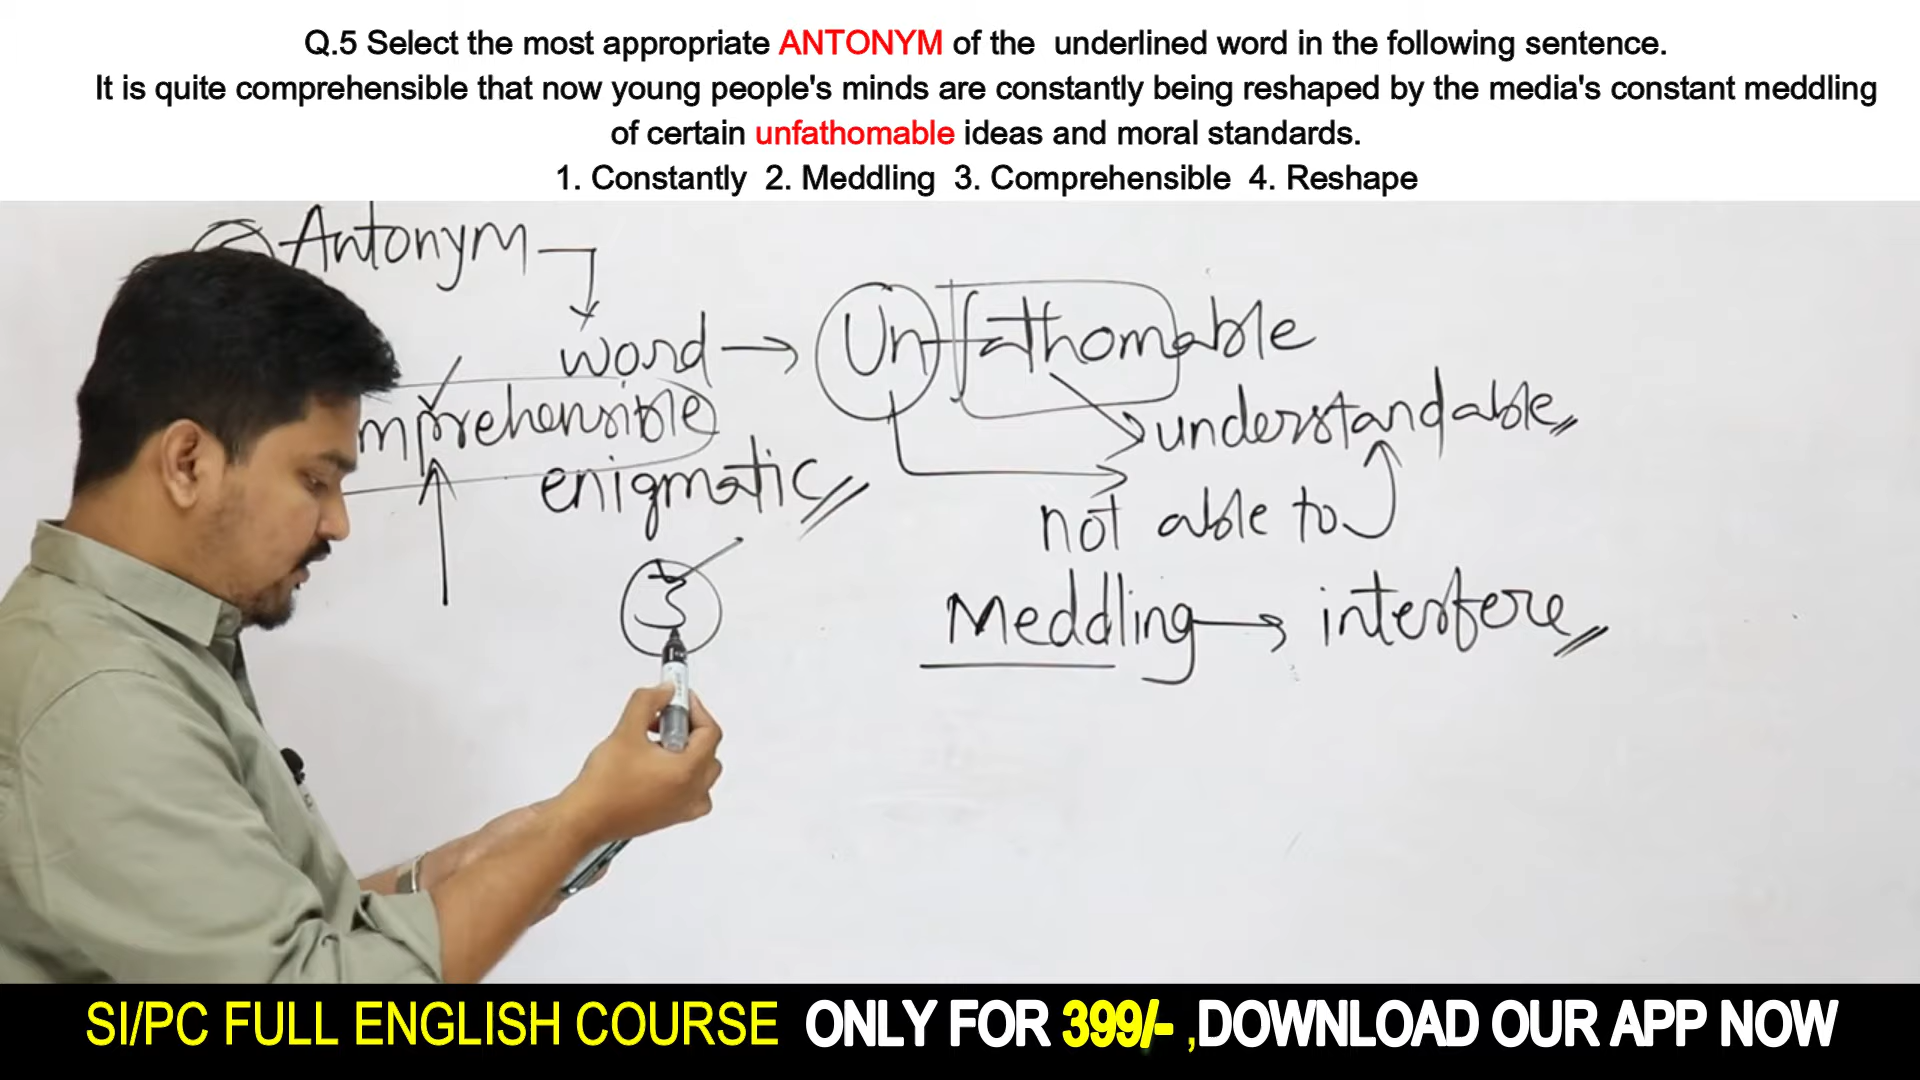 Q.5 Select the most appropriate ANTONYM of the underlined word in the following sentence.
It is quite comprehensible that now young people's minds are constantly being reshaped by the media's constant meddling
of certain unfathomable ideas and moral standards.
1. Constantly 2. Meddling 3. Comprehensible 4. Reshape
Antonym
word → Unfathomable
mprehensible
understandable
enigmatic
not able to
3
Meddling → interfere
SI/PC FULL ENGLISH COURSE ONLY FOR 399/- ,DOWNLOAD OUR APP NOW